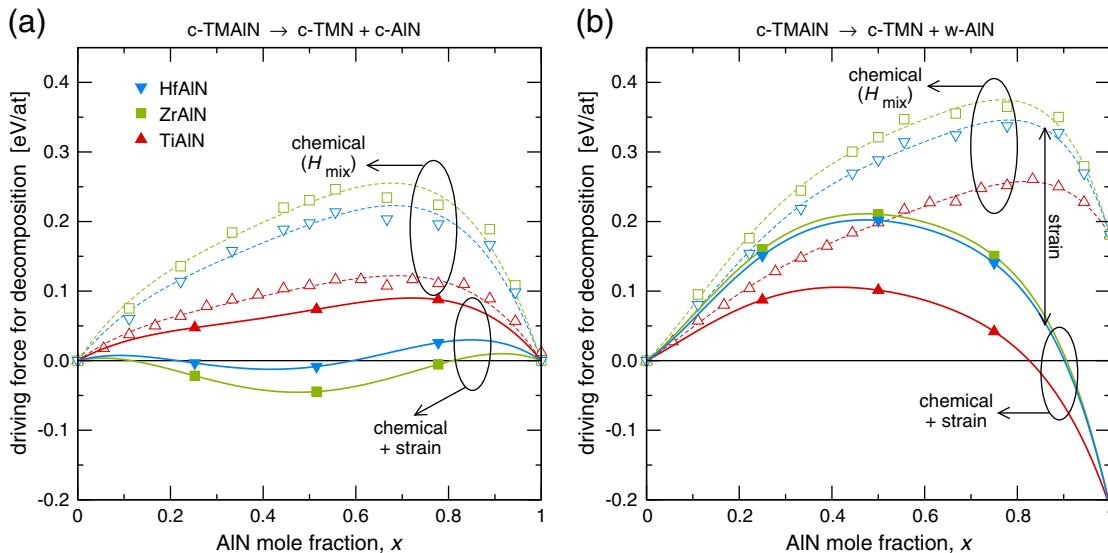 (a)
c-TMAlN → c-TMN + c-AlN
driving force for decomposition [eV/at]
0.4
0.3
0.2
0.1
0.0
-0.1
-0.2
HfAlN
ZrAlN
TiAlN
chemical
(H mix)
chemical
+ strain
0
0.2
0.4
0.6
0.8
1
AlN mole fraction, x
(b)
c-TMAlN → c-TMN + w-AlN
driving force for decomposition [eV/at]
0.4
0.3
0.2
0.1
0.0
-0.1
-0.2
chemical
(H mix)
strain
chemical
+ strain
0
0.2
0.4
0.6
0.8
1
AlN mole fraction, x